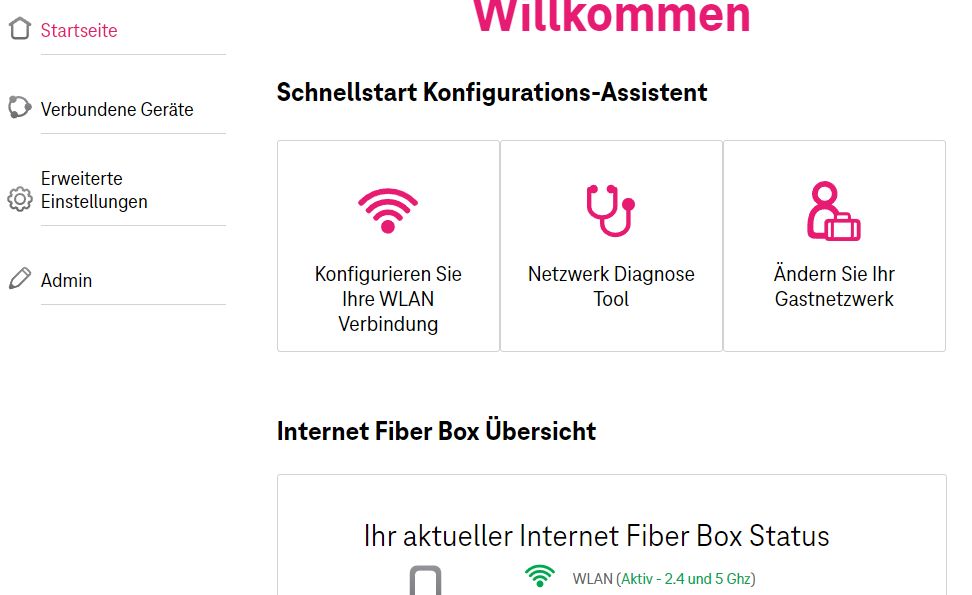 Willkommen
Startseite
Verbundene Geräte
Erweiterte
Einstellungen
Admin
Schnellstart Konfigurations-Assistent
Konfigurieren Sie
Ihre WLAN
Verbindung
Netzwerk Diagnose
Tool
Ändern Sie Ihr
Gastnetzwerk
Internet Fiber Box Übersicht
Ihr aktueller Internet Fiber Box Status
WLAN (Aktiv - 2.4 und 5 Ghz)